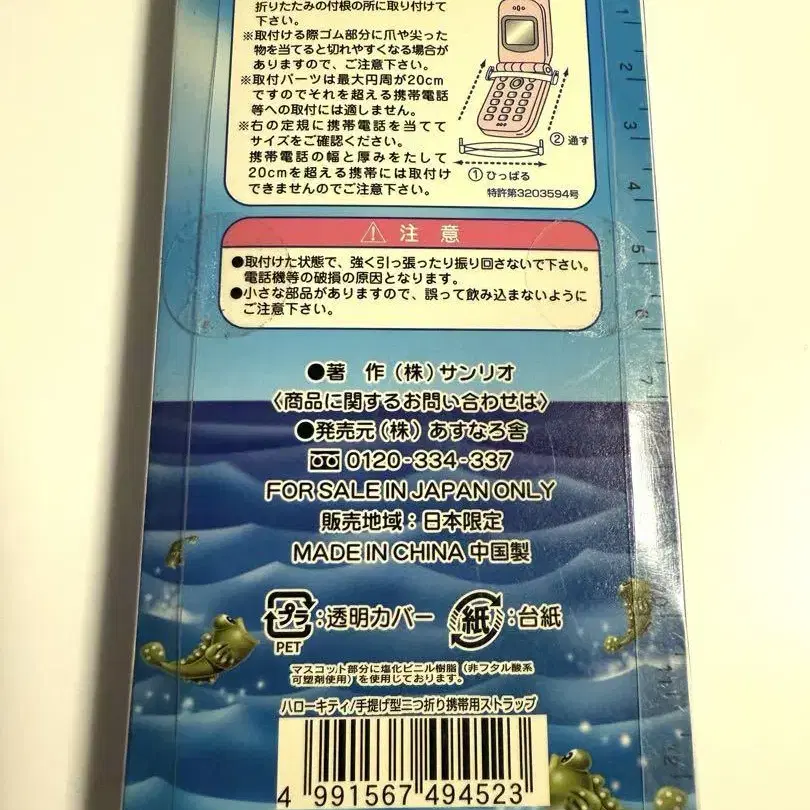 折りたたみの付根の所に取り付けて
下さい。
※取付ける際ゴム部分に爪や尖った
物を当てると切れやすくなる場合が
ありますので、ご注意下さい。
※取付パーツは最大円周が20cm
ですのでそれを超える携帯電話
等への取付には適しません。
※右の定規に携帯電話を当てて
サイズをご確認ください。
携帯電話の幅と厚みをたして
20cmを超える携帯には取付け
できませんのでご注意下さい。
②通す
①ひっぱる
特許第3203594号
注意
●取付けた状態で、強く引っ張ったり振り回さないで下さい。
電話機等の破損の原因となります。
●小さな部品がありますので、誤って飲み込まないように
ご注意下さい。
●著 作(株)サンリオ
〈商品に関するお問い合わせは〉
●発売元(株)あすなろ舎
0120-334-337
FOR SALE IN JAPAN ONLY
販売地域:日本限定
MADE IN CHINA 中国製
プラ:透明カバー 紙:台紙
PET
マスコット部分に塩化ビニル樹脂(非フタル酸系
可塑剤使用)を使用しております。
ハローキティ/手提げ型三つ折り携帯用ストラップ
4 991567 494523
1
2
3
4
5
6
7
12